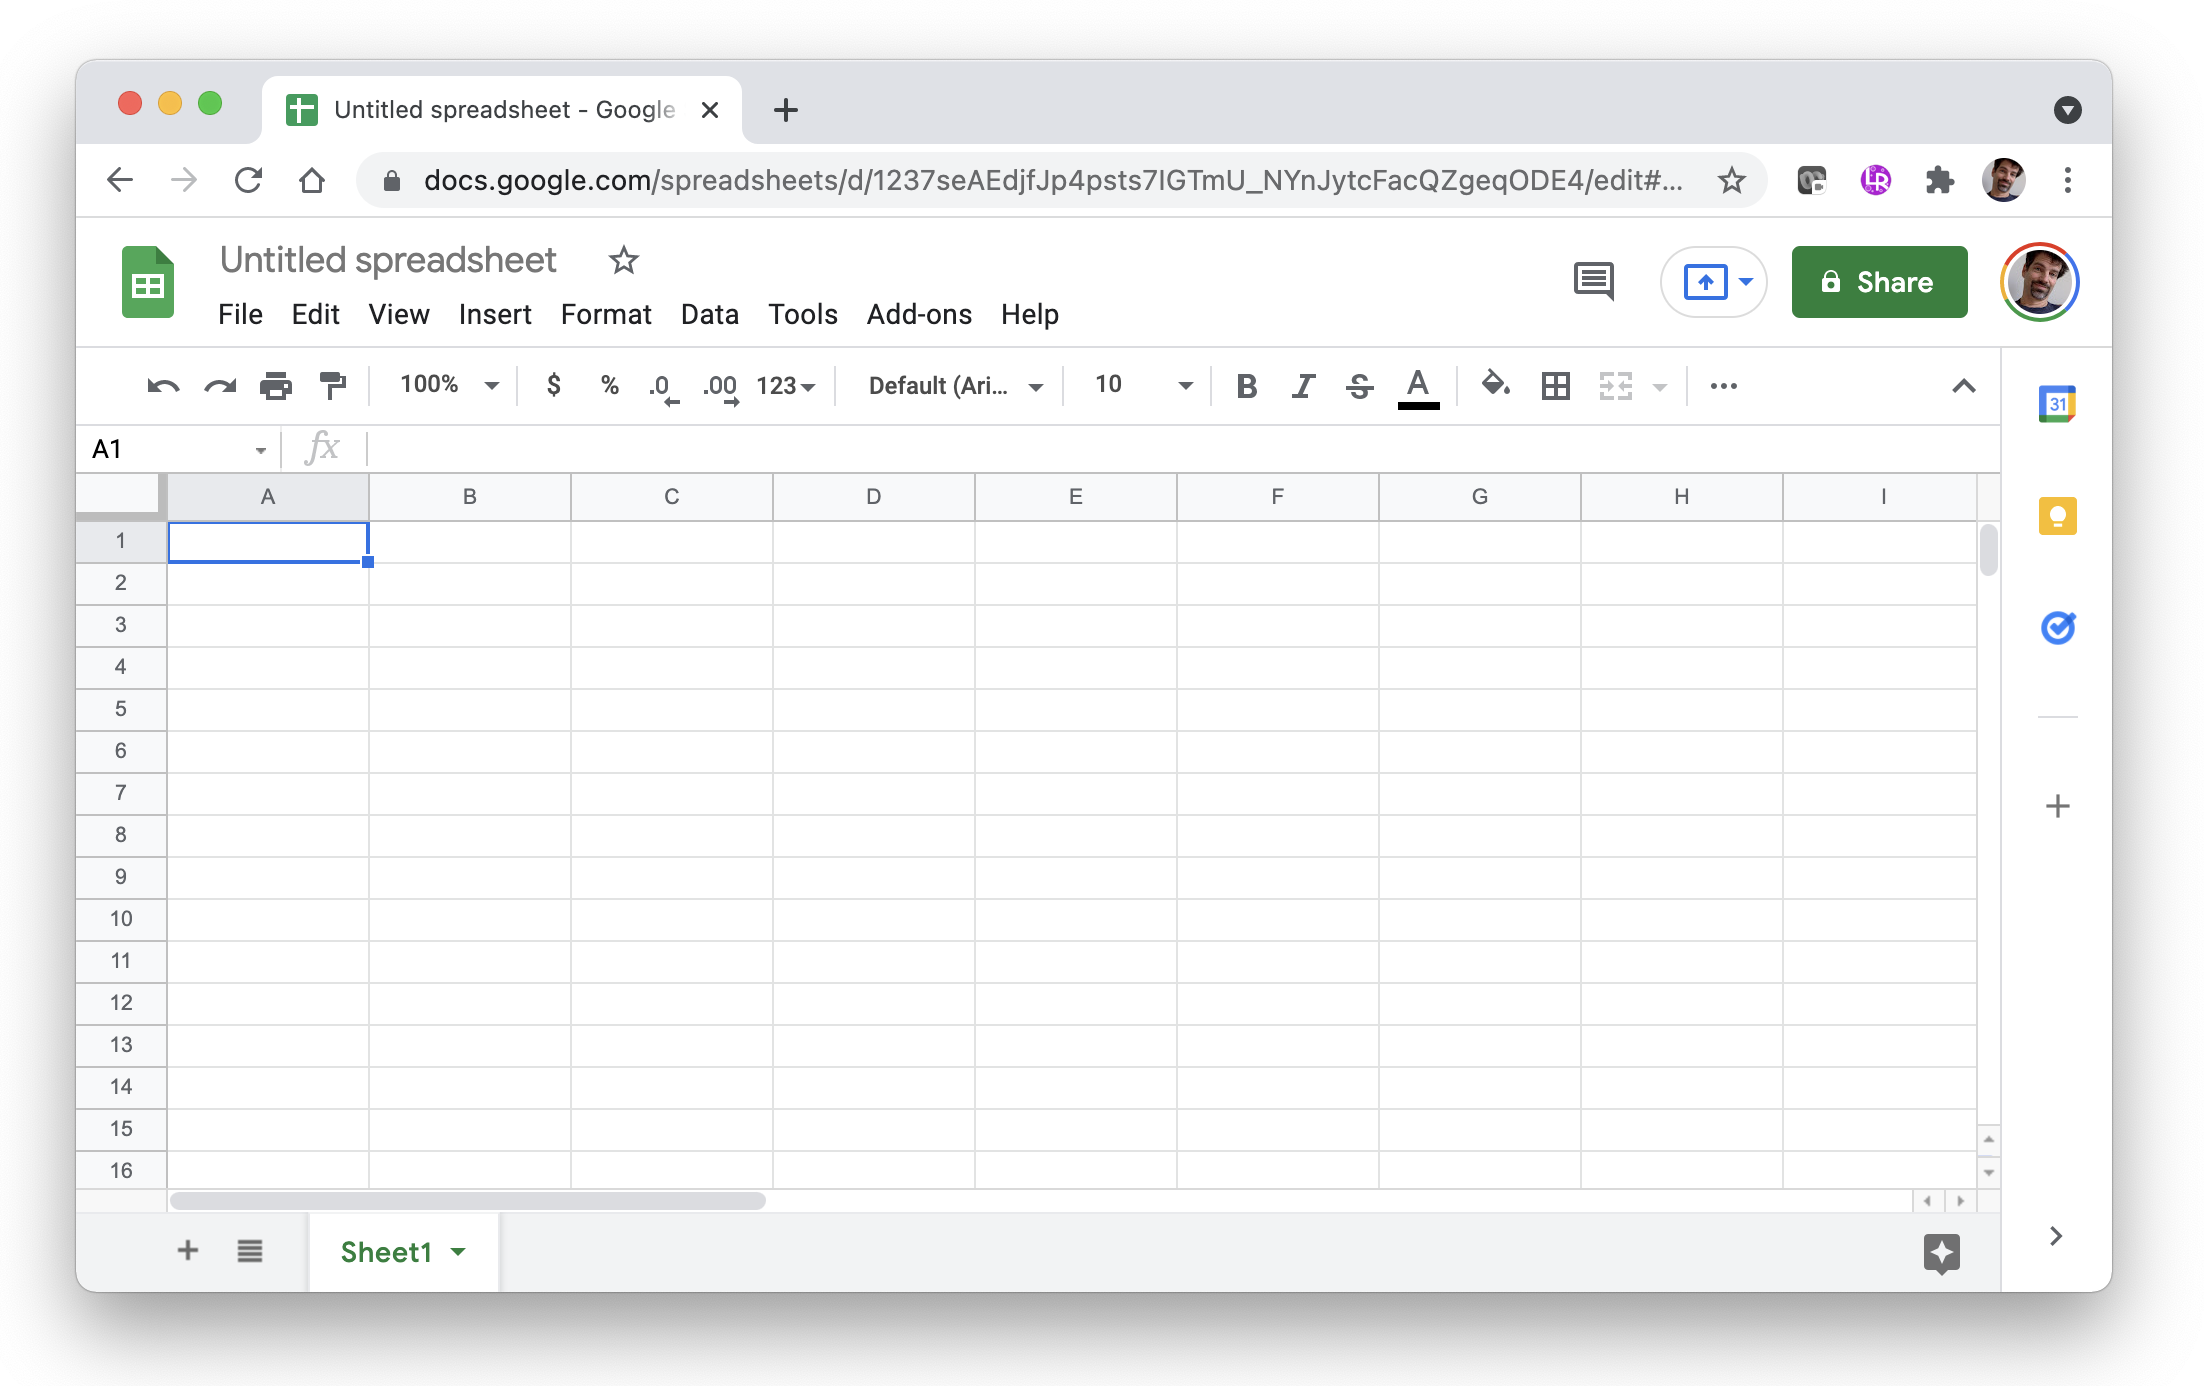 Untitled spreadsheet - Google
docs.google.com/spreadsheets/d/1237seAEdjfJp4psts7IGTmU_NYnJytcFacQZgeqODE4/edit#...
Untitled spreadsheet
File Edit View Insert Format Data Tools Add-ons Help
Share
100% $ % .0 .00 123 Default (Ari... 10 B I S A
31
A1 fx
A B C D E F G H I
1
2
3
4
5
6
7
8
9
10
11
12
13
14
15
16
Sheet1